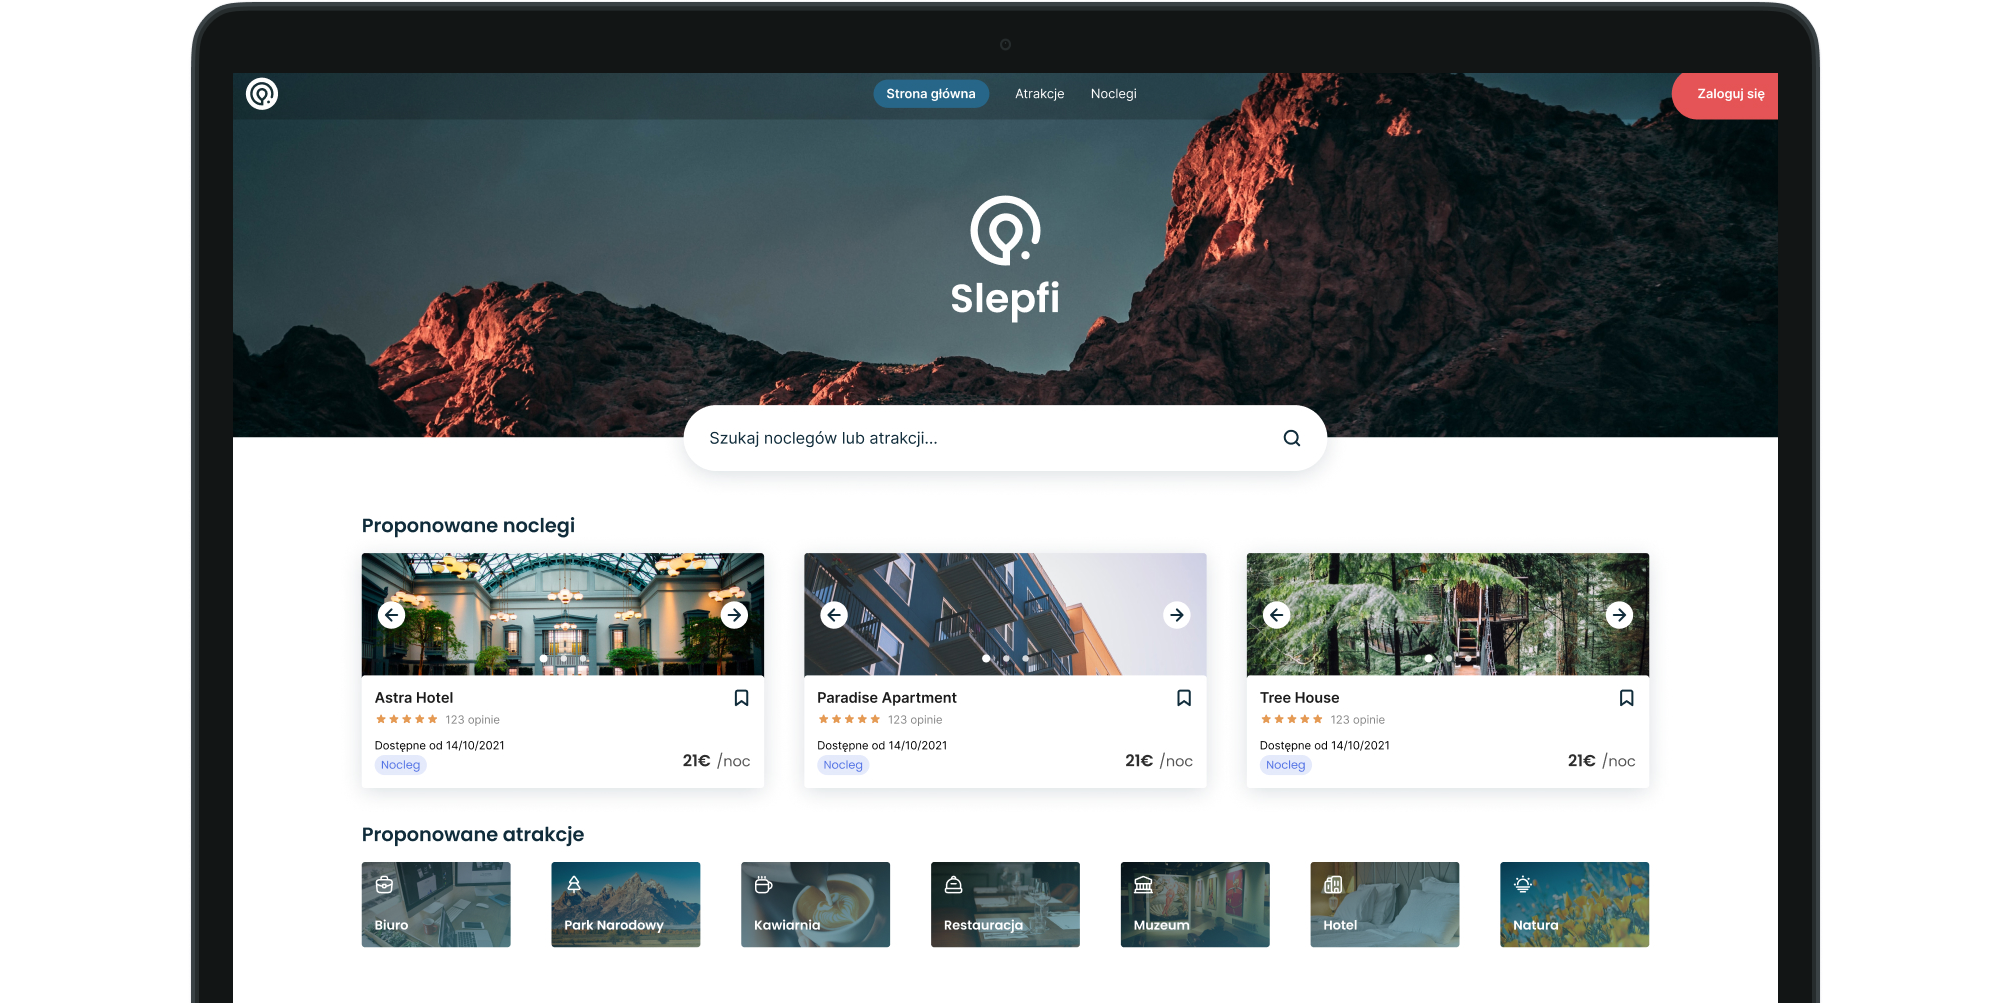 Strona główna
Atrakcje
Noclegi
Zaloguj się
Slepfi
Szukaj noclegów lub atrakcji...
Proponowane noclegi
Astra Hotel
123 opinie
Dostępne od 14/10/2021
Nocleg
21€ /noc
Paradise Apartment
123 opinie
Dostępne od 14/10/2021
Nocleg
21€ /noc
Tree House
123 opinie
Dostępne od 14/10/2021
Nocleg
21€ /noc
Proponowane atrakcje
Biuro
Park Narodowy
Kawiarnia
Restauracja
Muzeum
Hotel
Natura